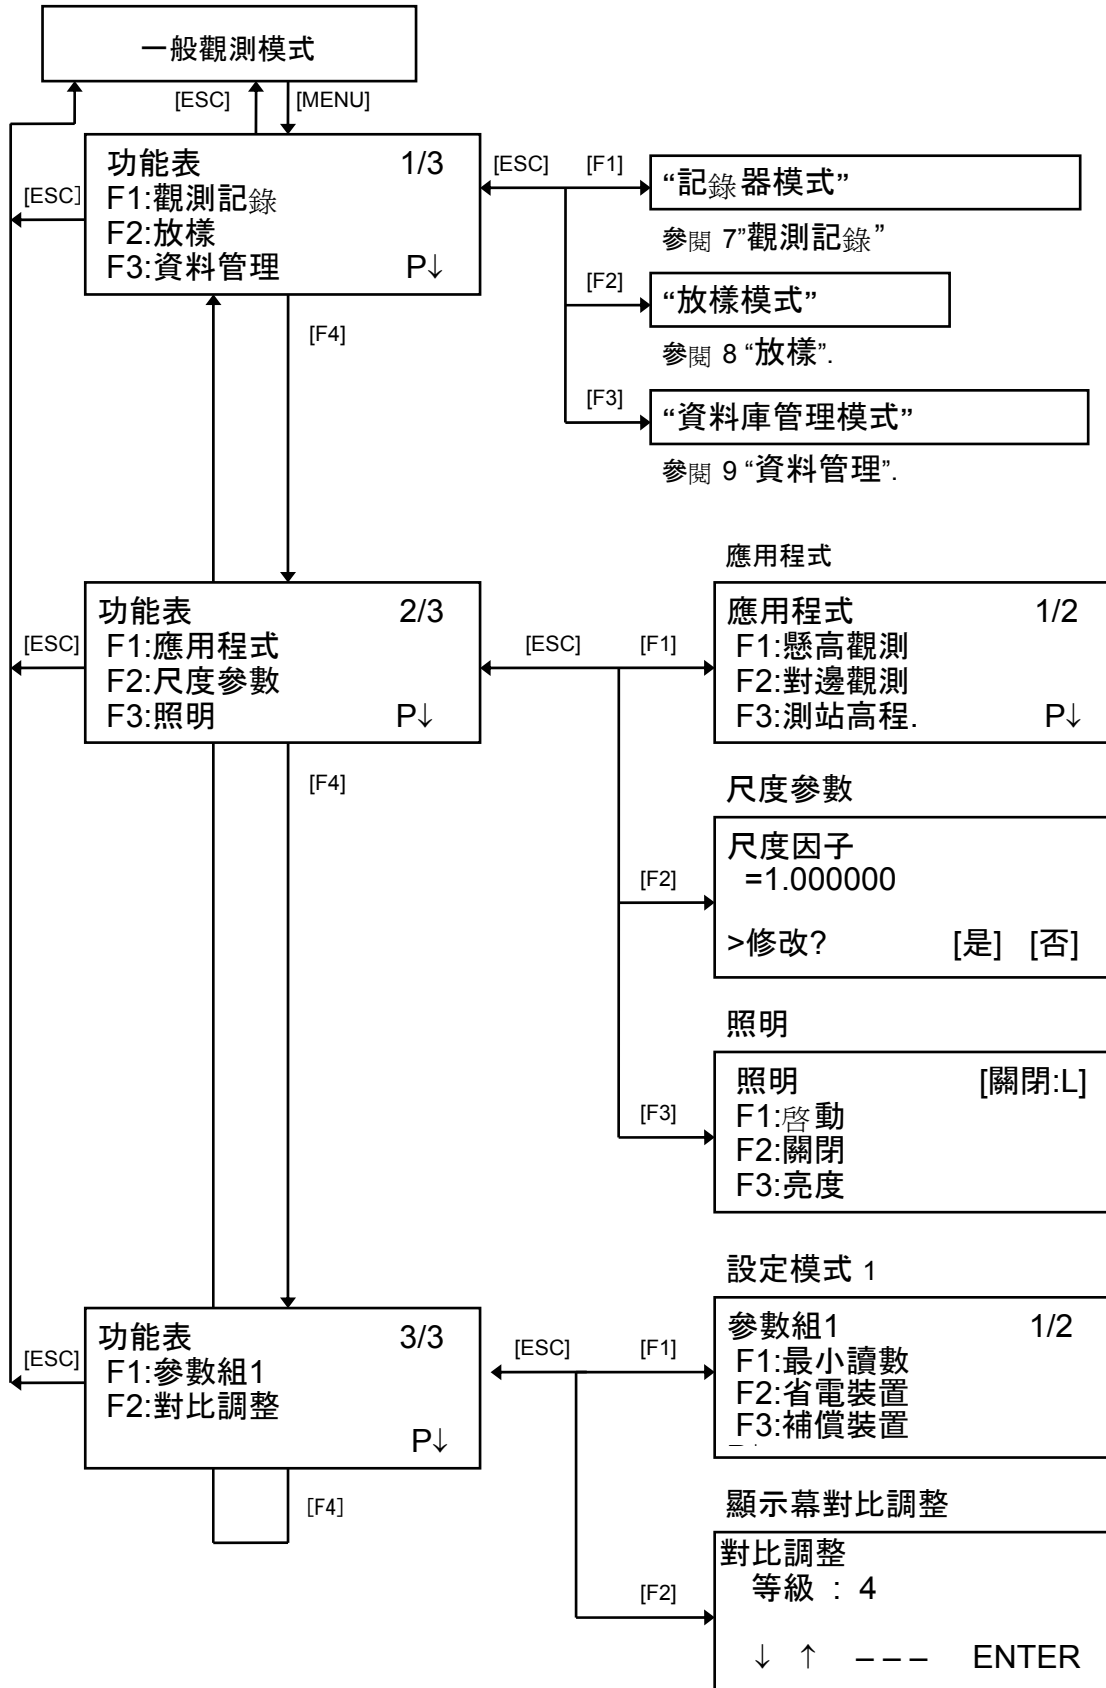 一般觀測模式
[ESC] [MENU]
功能表 1/3
F1:觀測記錄
F2:放樣
F3:資料管理 P↓
[ESC]
[ESC] [F1]
“記錄器模式”
參閱 7”觀測記錄”
[F2]
“放樣模式”
參閱 8 “放樣”.
[F3]
“資料庫管理模式”
參閱 9 “資料管理”.
[F4]
功能表 2/3
F1:應用程式
F2:尺度參數
F3:照明 P↓
[ESC]
[ESC] [F1]
應用程式
應用程式 1/2
F1:懸高觀測
F2:對邊觀測
F3:測站高程. P↓
尺度參數
[F2]
尺度因子
=1.000000
>修改? [是] [否]
照明
[F3]
照明 [關閉:L]
F1:啓動
F2:關閉
F3:亮度
[F4]
功能表 3/3
F1:參數組1
F2:對比調整
P↓
[ESC]
[ESC] [F1]
設定模式 1
參數組1 1/2
F1:最小讀數
F2:省電裝置
F3:補償裝置
[F4]
顯示幕對比調整
[F2]
對比調整
等級 : 4
↓ ↑ – – – ENTER